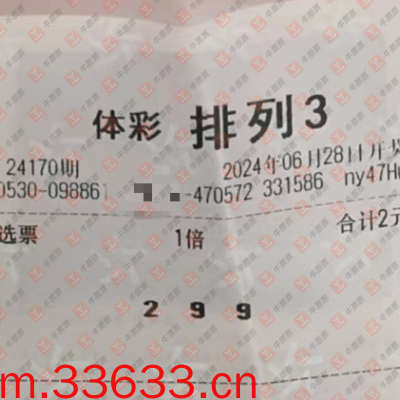 体彩 排列3
24170期 2024年06月28日开
0530-09886 -470572 331586 ny47H
选票 1倍 合计2元
2 9 9
m.33633.cn